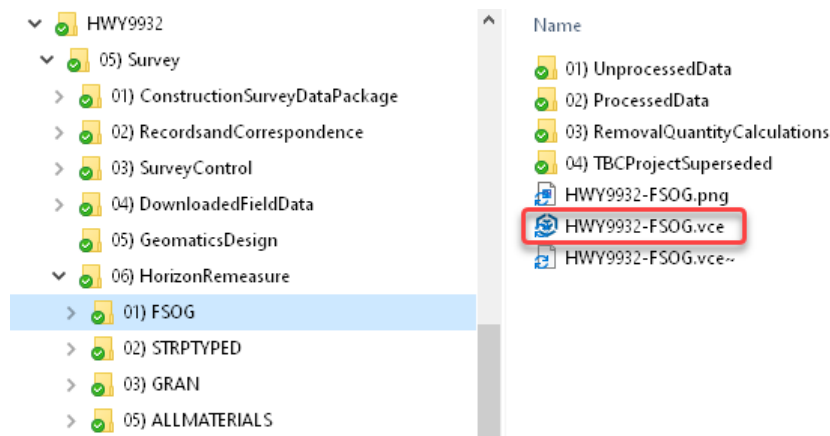 HWY9932
05) Survey
01) ConstructionSurveyDataPackage
02) RecordsandCorrespondence
03) SurveyControl
04) DownloadedFieldData
05) GeomaticsDesign
06) HorizonRemeasure
01) FSOG
02) STRPTYPED
03) GRAN
05) ALLMATERIALS
Name
01) UnprocessedData
02) ProcessedData
03) RemovalQuantityCalculations
04) TBCProjectSuperseded
HWY9932-FSOG.png
HWY9932-FSOG.vce
HWY9932-FSOG.vce~